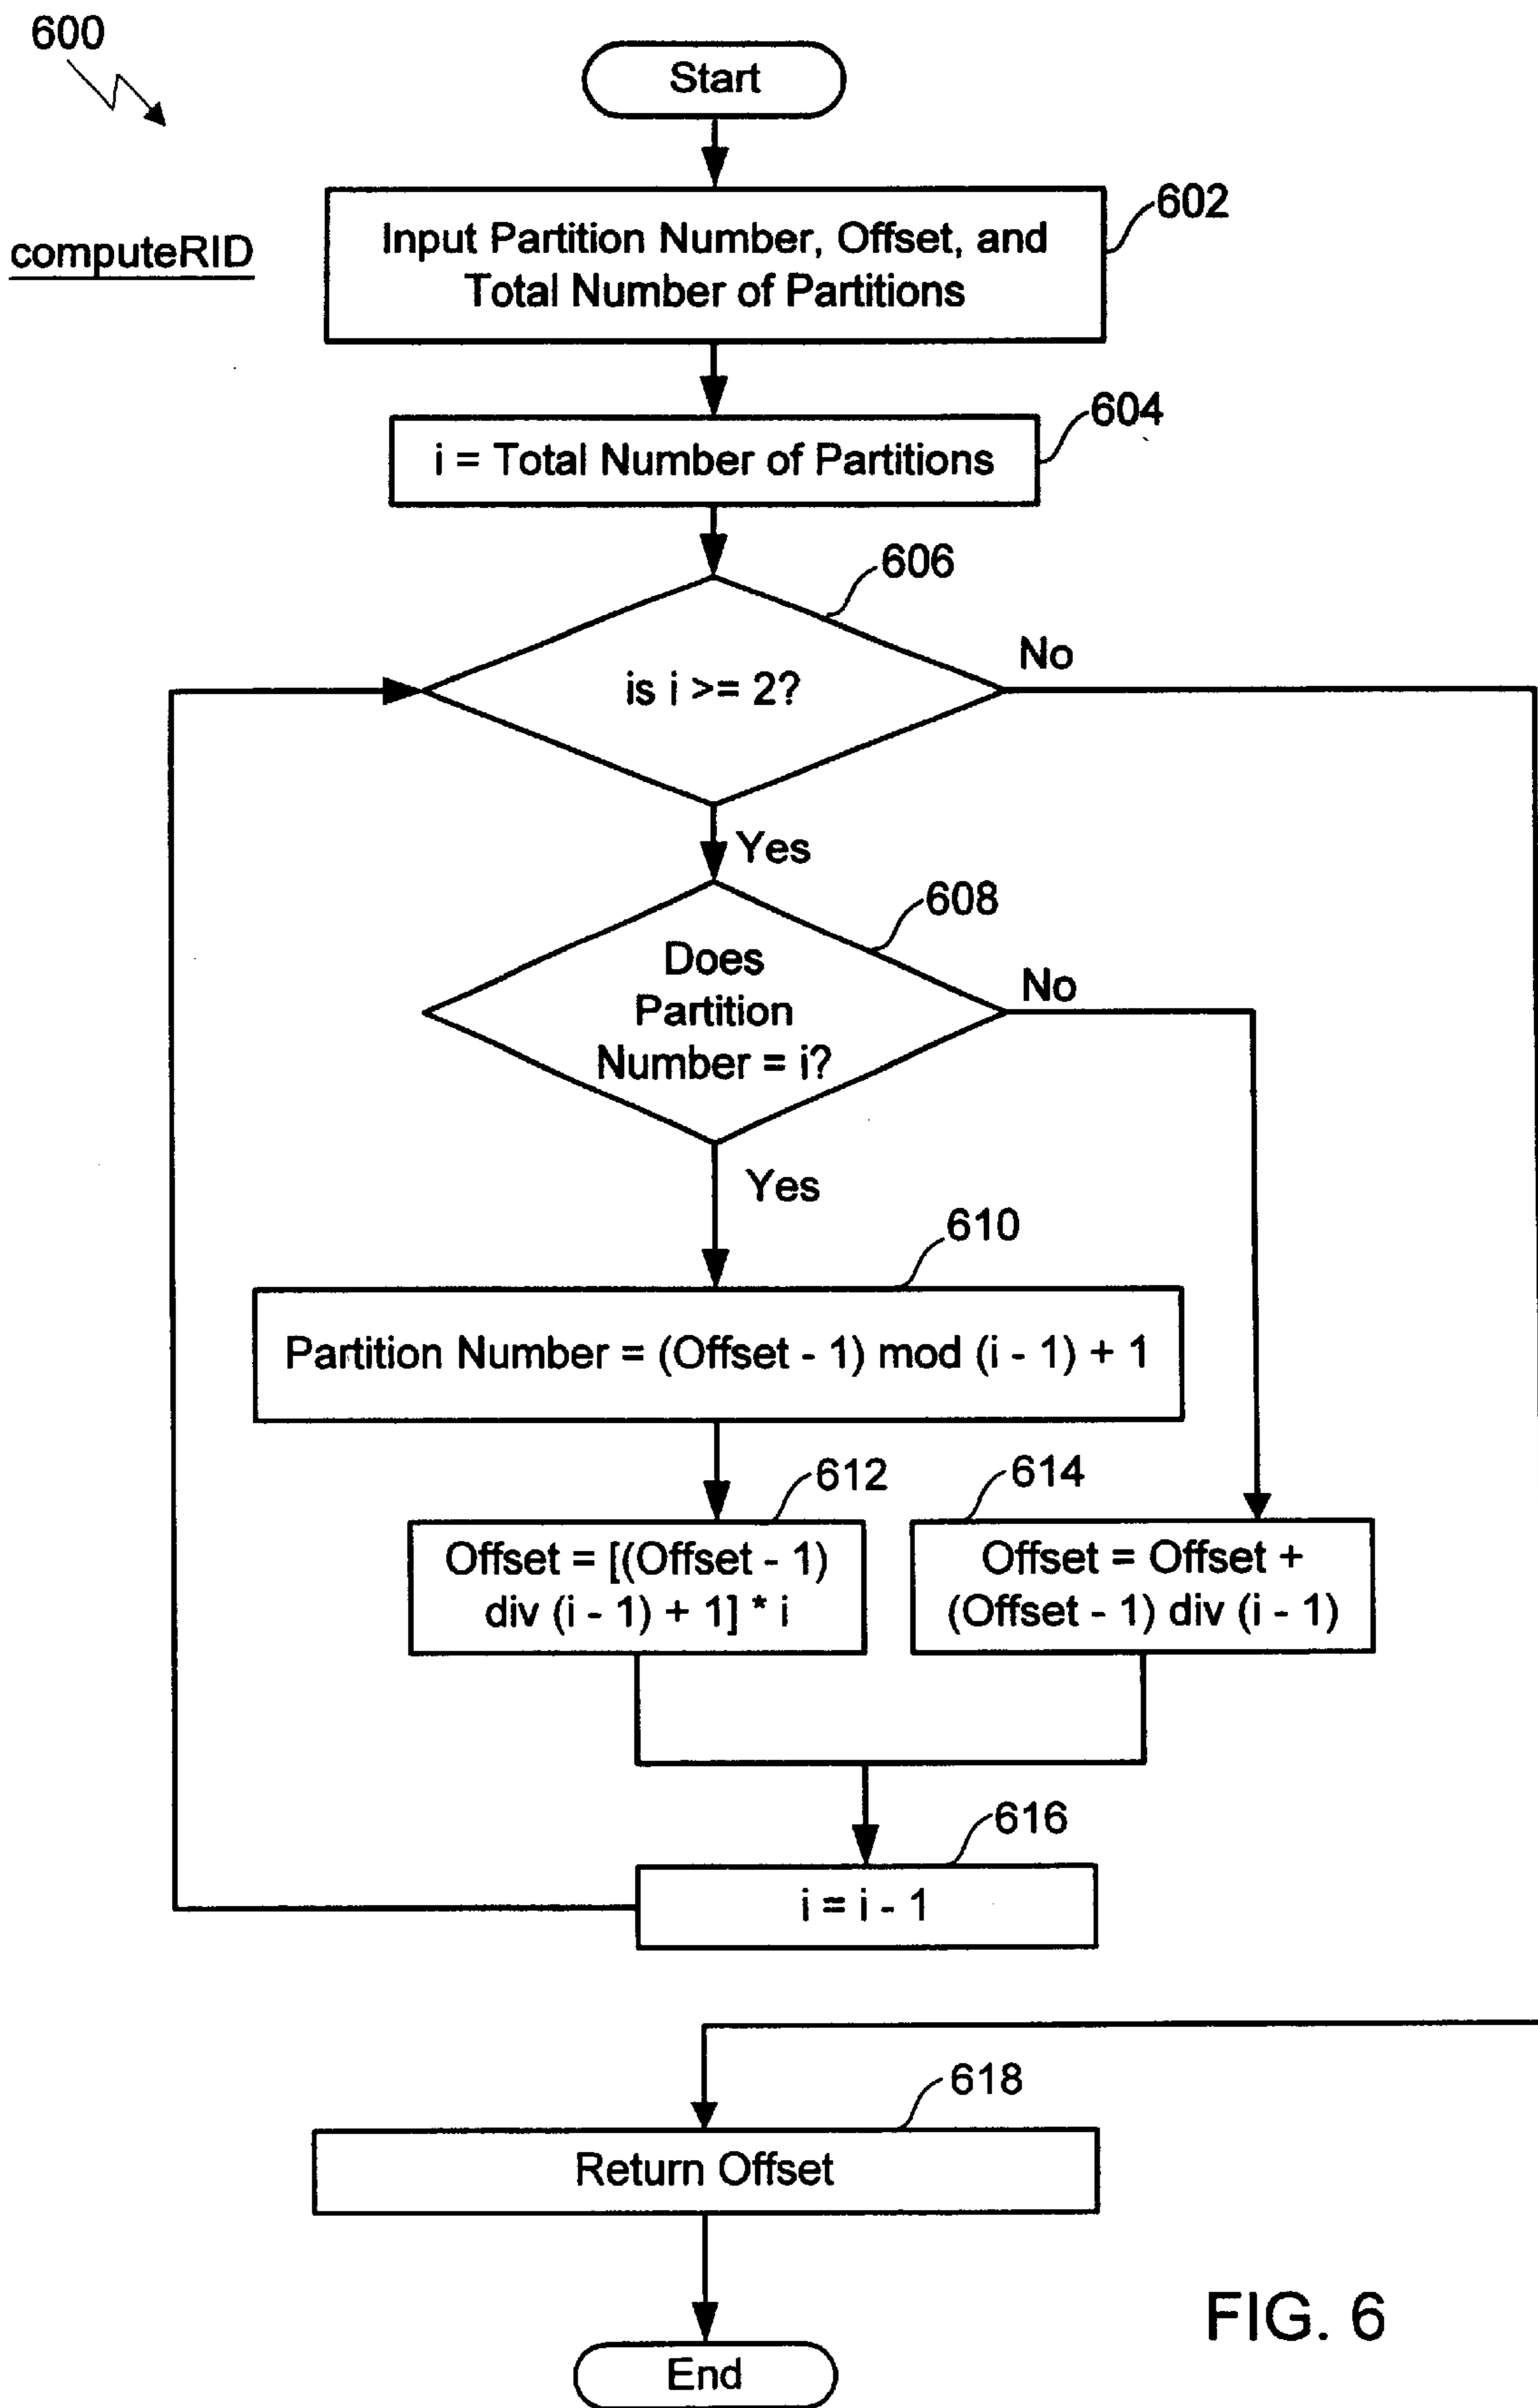 600
Start
computeRID
602
Input Partition Number, Offset, and
Total Number of Partitions
604
i = Total Number of Partitions
606
is i >= 2?
No
Yes
608
Does
Partition
Number = i?
No
Yes
610
Partition Number = (Offset - 1) mod (i - 1) + 1
612
Offset = [(Offset - 1)
div (i - 1) + 1] * i
614
Offset = Offset +
(Offset - 1) div (i - 1)
616
i = i - 1
618
Return Offset
End
FIG. 6